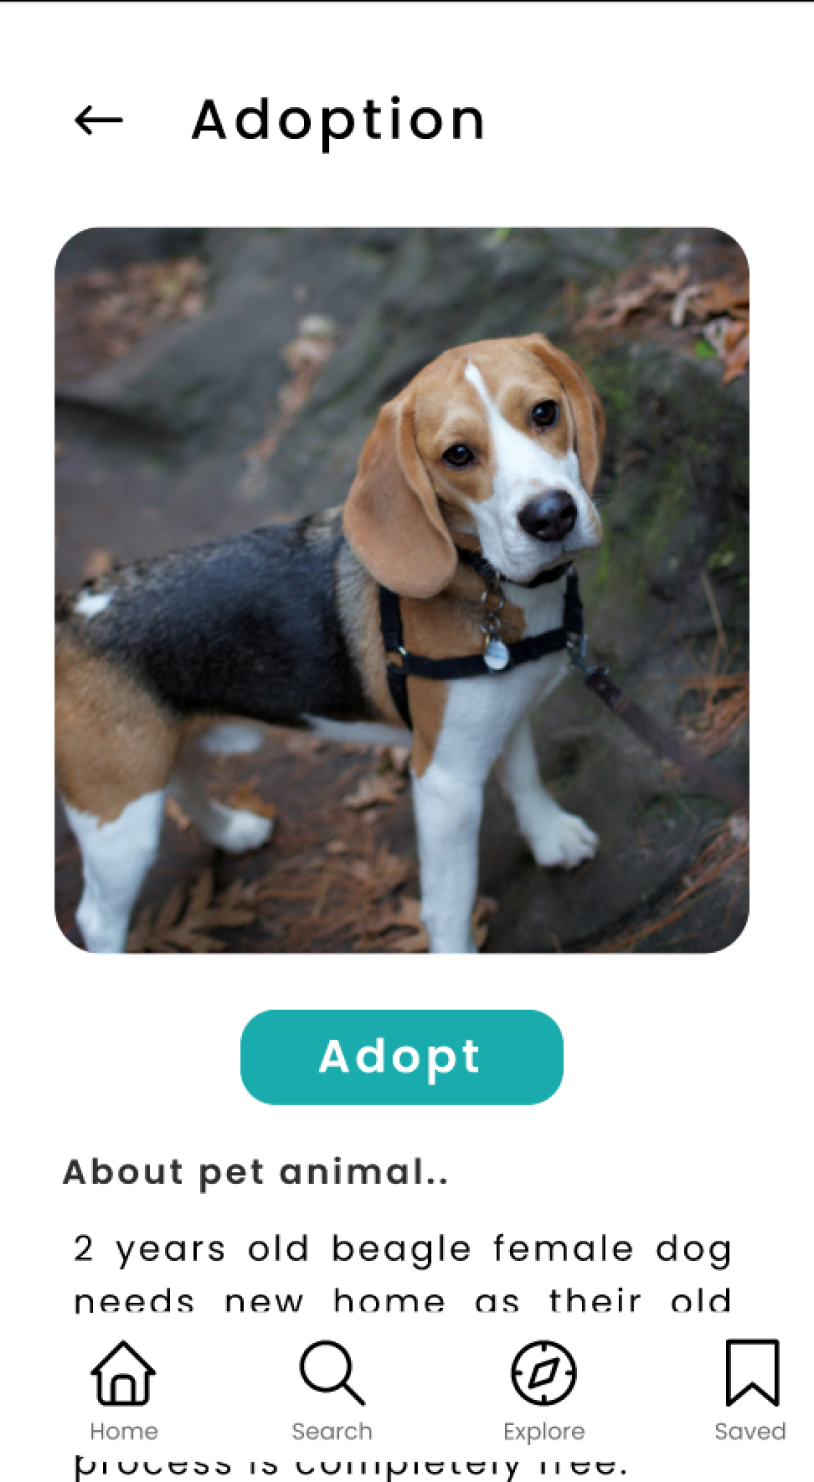 Adoption
Adopt
About pet animal..
2 years old beagle female dog
needs new home as their old
Home
Search
Explore
Saved
process is completely free.